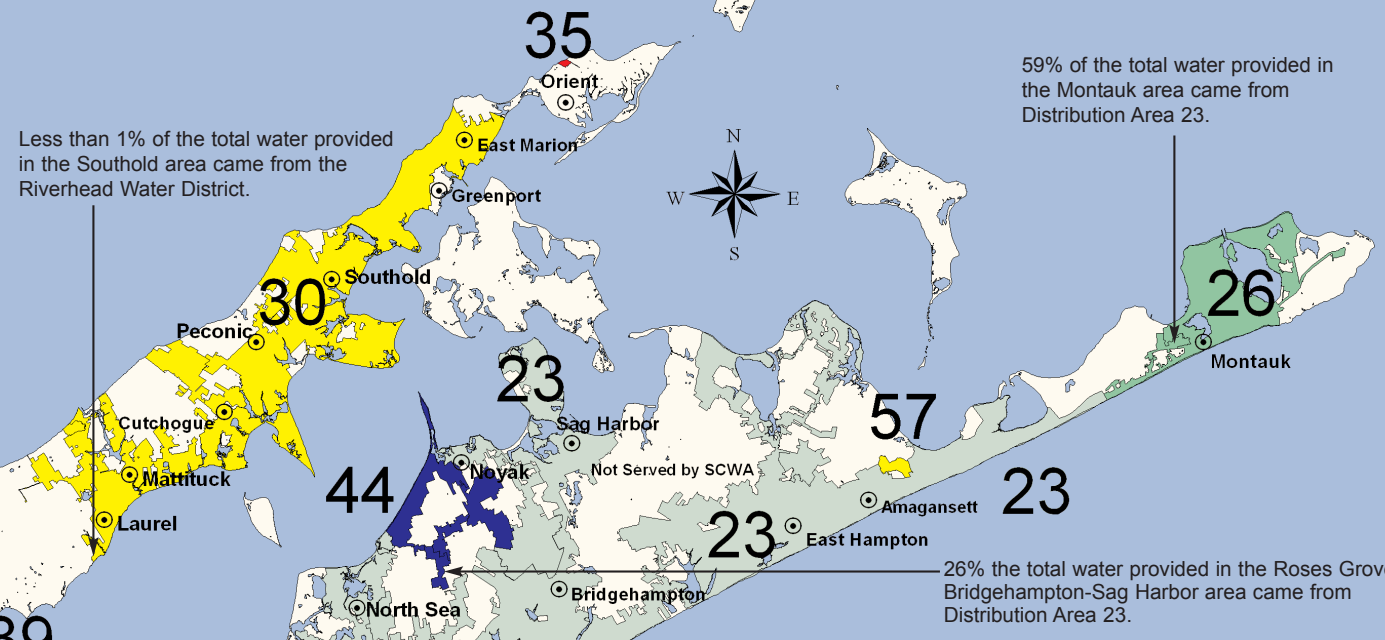 35
Orient
59% of the total water provided in
the Montauk area came from
Distribution Area 23.
Less than 1% of the total water provided
in the Southold area came from the
Riverhead Water District.
East Marion
Greenport
N
W
E
S
Southold
30
Peconic
26
Montauk
23
Cutchogue
Sag Harbor
57
Not Served by SCWA
Noyak
Mattituck
44
23
Amagansett
Laurel
23
East Hampton
26% the total water provided in the Roses Grove
Bridgehampton-Sag Harbor area came from
Distribution Area 23.
Bridgehampton
North Sea
39